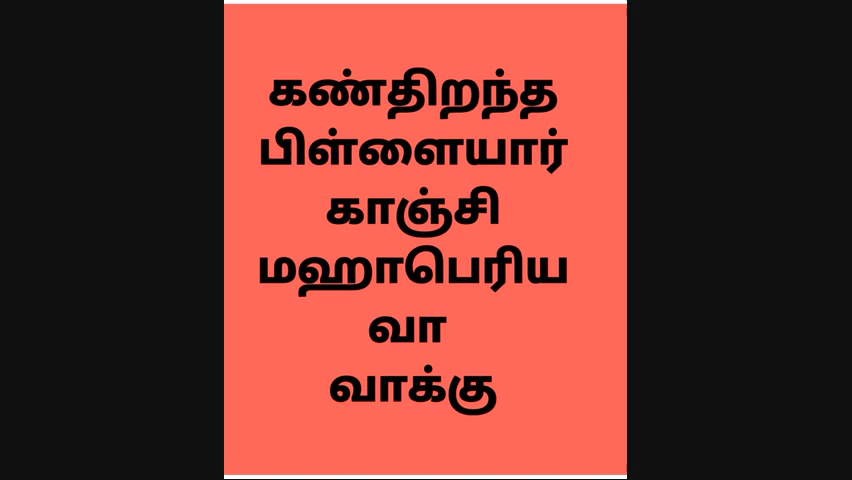 கண்திறந்த
பிள்ளையார்
காஞ்சி
மஹாபெரிய
வா
வாக்கு